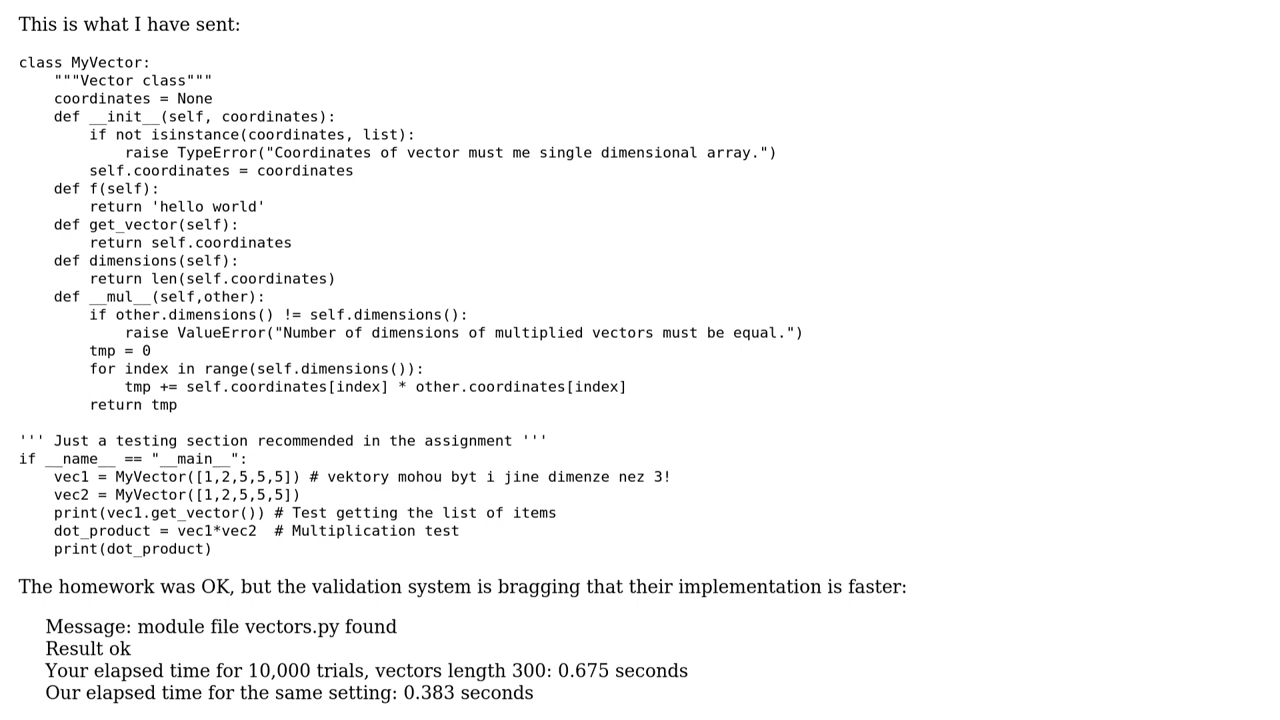 This is what I have sent:
class MyVector:
    """Vector class"""
    coordinates = None
    def __init__(self, coordinates):
        if not isinstance(coordinates, list):
            raise TypeError("Coordinates of vector must me single dimensional array.")
        self.coordinates = coordinates
    def f(self):
        return 'hello world'
    def get_vector(self):
        return self.coordinates
    def dimensions(self):
        return len(self.coordinates)
    def __mul__(self,other):
        if other.dimensions() != self.dimensions():
            raise ValueError("Number of dimensions of multiplied vectors must be equal.")
        tmp = 0
        for index in range(self.dimensions()):
            tmp += self.coordinates[index] * other.coordinates[index]
        return tmp
''' Just a testing section recommended in the assignment '''
if __name__ == "__main__":
    vec1 = MyVector([1,2,5,5,5]) # vektory mohou byt i jine dimenze nez 3!
    vec2 = MyVector([1,2,5,5,5])
    print(vec1.get_vector()) # Test getting the list of items
    dot_product = vec1*vec2  # Multiplication test
    print(dot_product)
The homework was OK, but the validation system is bragging that their implementation is faster:
Message: module file vectors.py found
Result ok
Your elapsed time for 10,000 trials, vectors length 300: 0.675 seconds
Our elapsed time for the same setting: 0.383 seconds